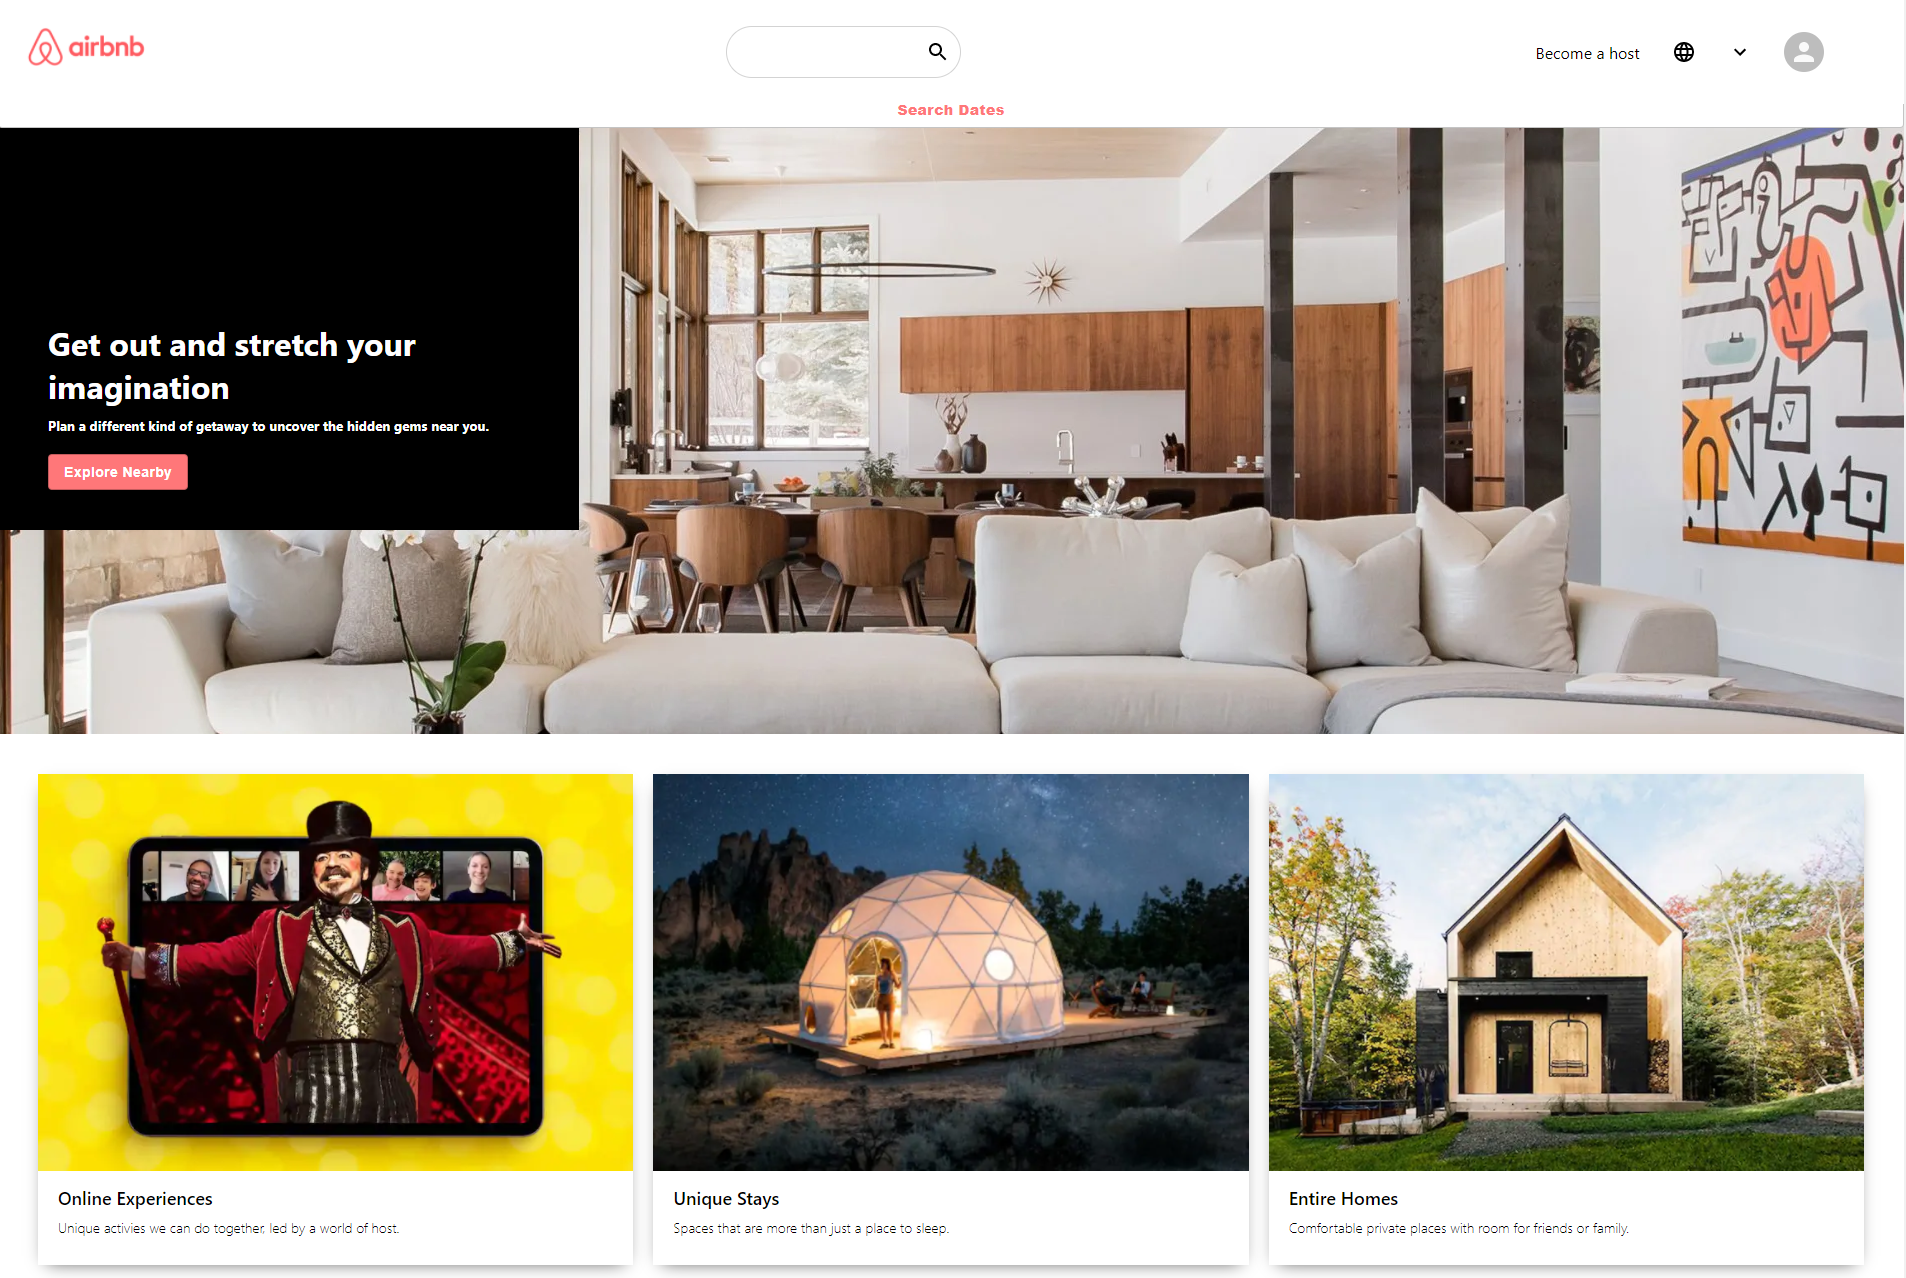 airbnb
Become a host
Search Dates
Get out and stretch your
imagination
Plan a different kind of getaway to uncover the hidden gems near you.
Explore Nearby
Online Experiences
Unique activies we can do together, led by a world of host.
Unique Stays
Spaces that are more than just a place to sleep.
Entire Homes
Comfortable private places with room for friends or family.